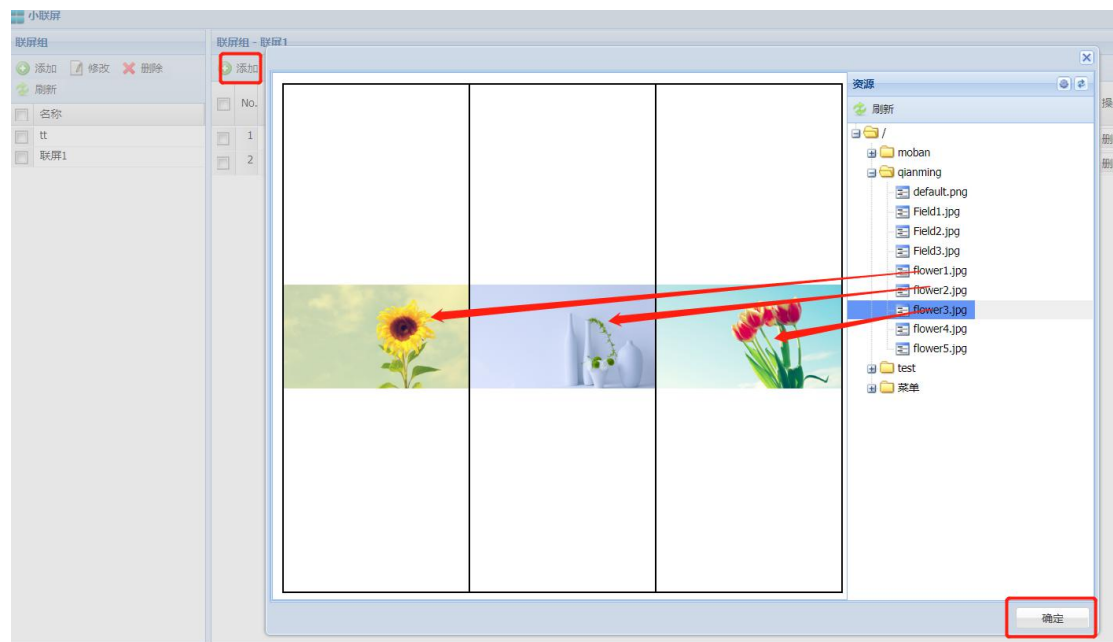 小联屏
联屏组
添加 修改 删除
刷新
名称
tt
联屏1
联屏组 - 联屏1
添加
No.
1
2
操
删
删
资源
刷新
/
moban
qianming
default.png
Field1.jpg
Field2.jpg
Field3.jpg
flower1.jpg
flower2.jpg
flower3.jpg
flower4.jpg
flower5.jpg
test
菜单
确定